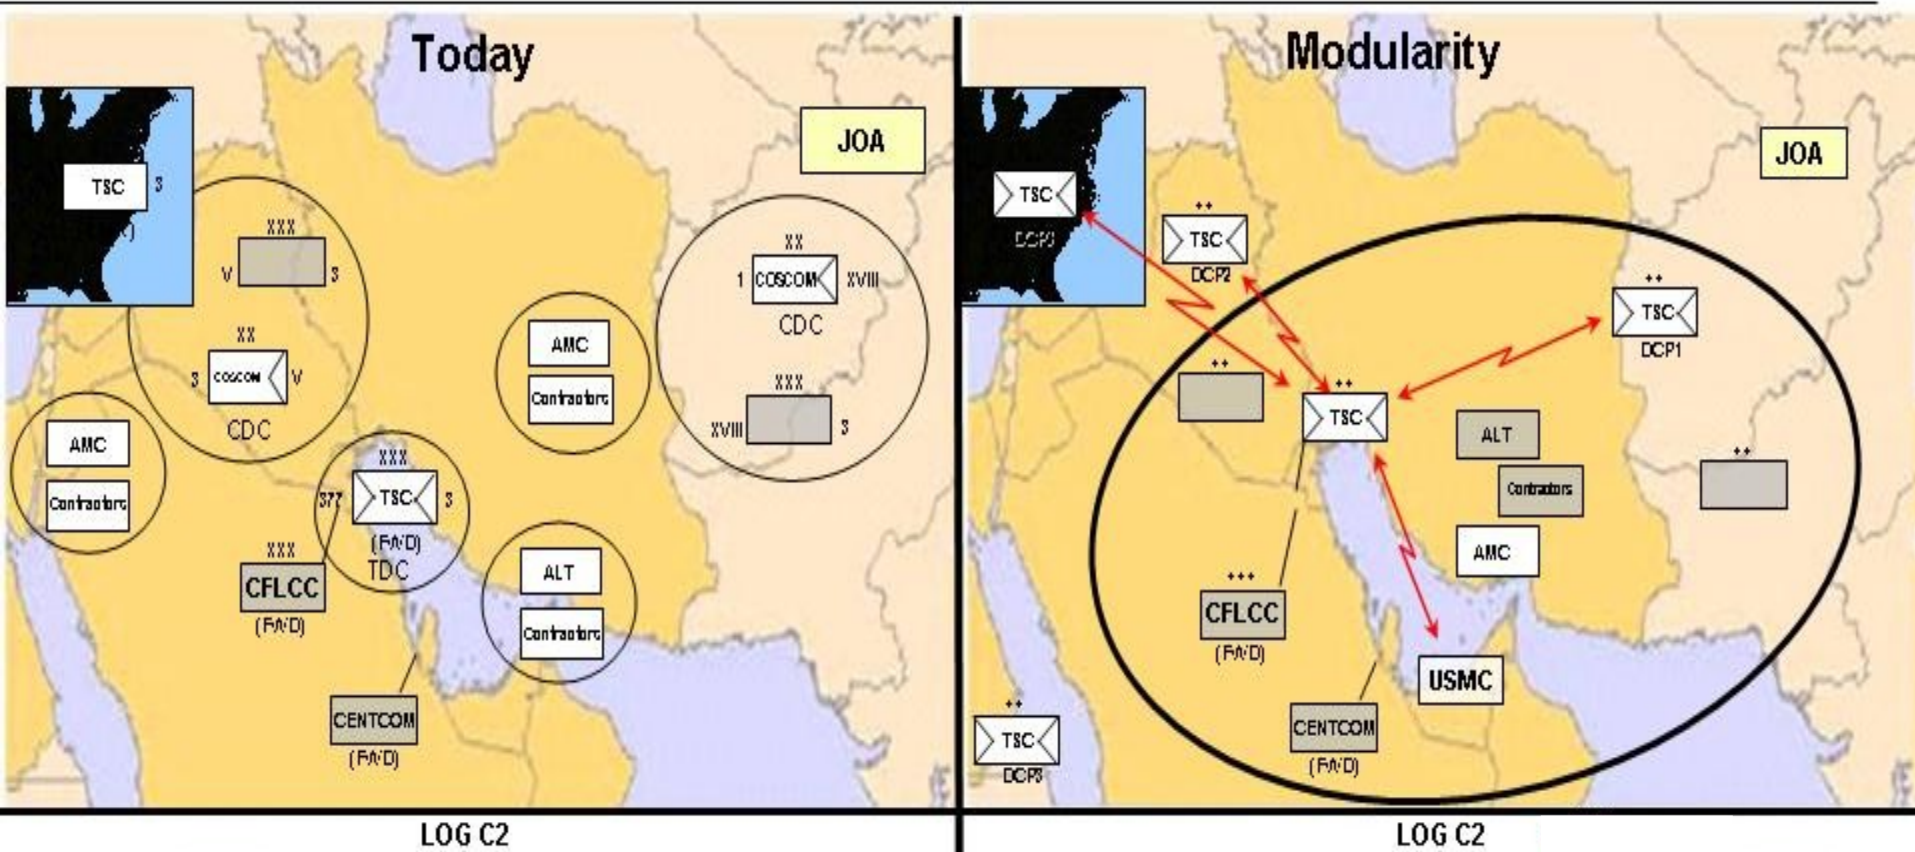 Today
JOA
TSC 3
XXX
V 3
XX
3 COSCOM V
CDC
AMC
Contractors
AMC
Contractors
XX
1 COSCOM XVIII
CDC
XXX
XVIII 3
XXX
377 TSC 3
(FWD)
TDC
XXX
CFLCC
(FWD)
ALT
Contractors
CENTCOM
(FWD)
LOG C2
Modularity
JOA
TSC
++
TSC
DCP2
++
TSC
DCP1
++
++
TSC
ALT
Contractors
AMC
++
+++
CFLCC
(FWD)
USMC
CENTCOM
(FWD)
++
TSC
DCP3
LOG C2